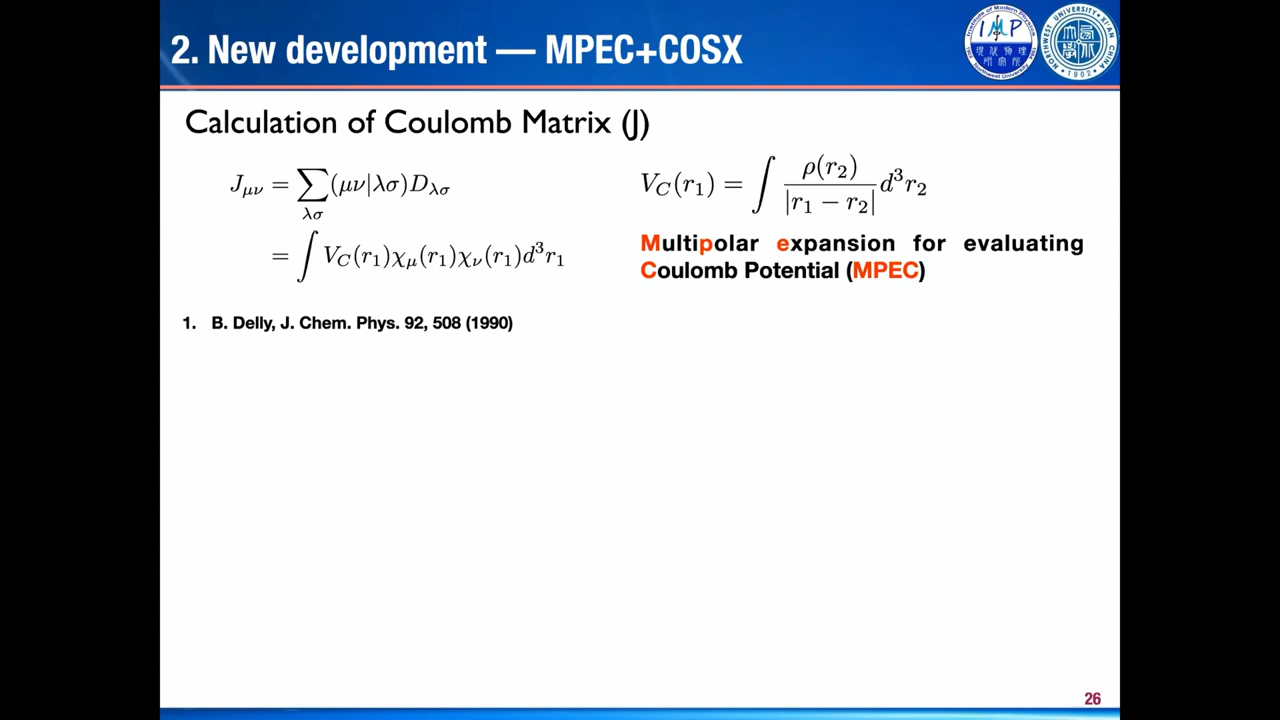 2. New development — MPEC+COSX
IMP
1902
Calculation of Coulomb Matrix (J)
J_{μν} = ∑_{λσ} (μν|λσ)D_{λσ}
= ∫ V_C(r_1)χ_μ(r_1)χ_ν(r_1)d^3r_1
V_C(r_1) = ∫ ρ(r_2) / |r_1 − r_2| d^3r_2
Multipolar expansion for evaluating
Coulomb Potential (MPEC)
1. B. Delly, J. Chem. Phys. 92, 508 (1990)
26